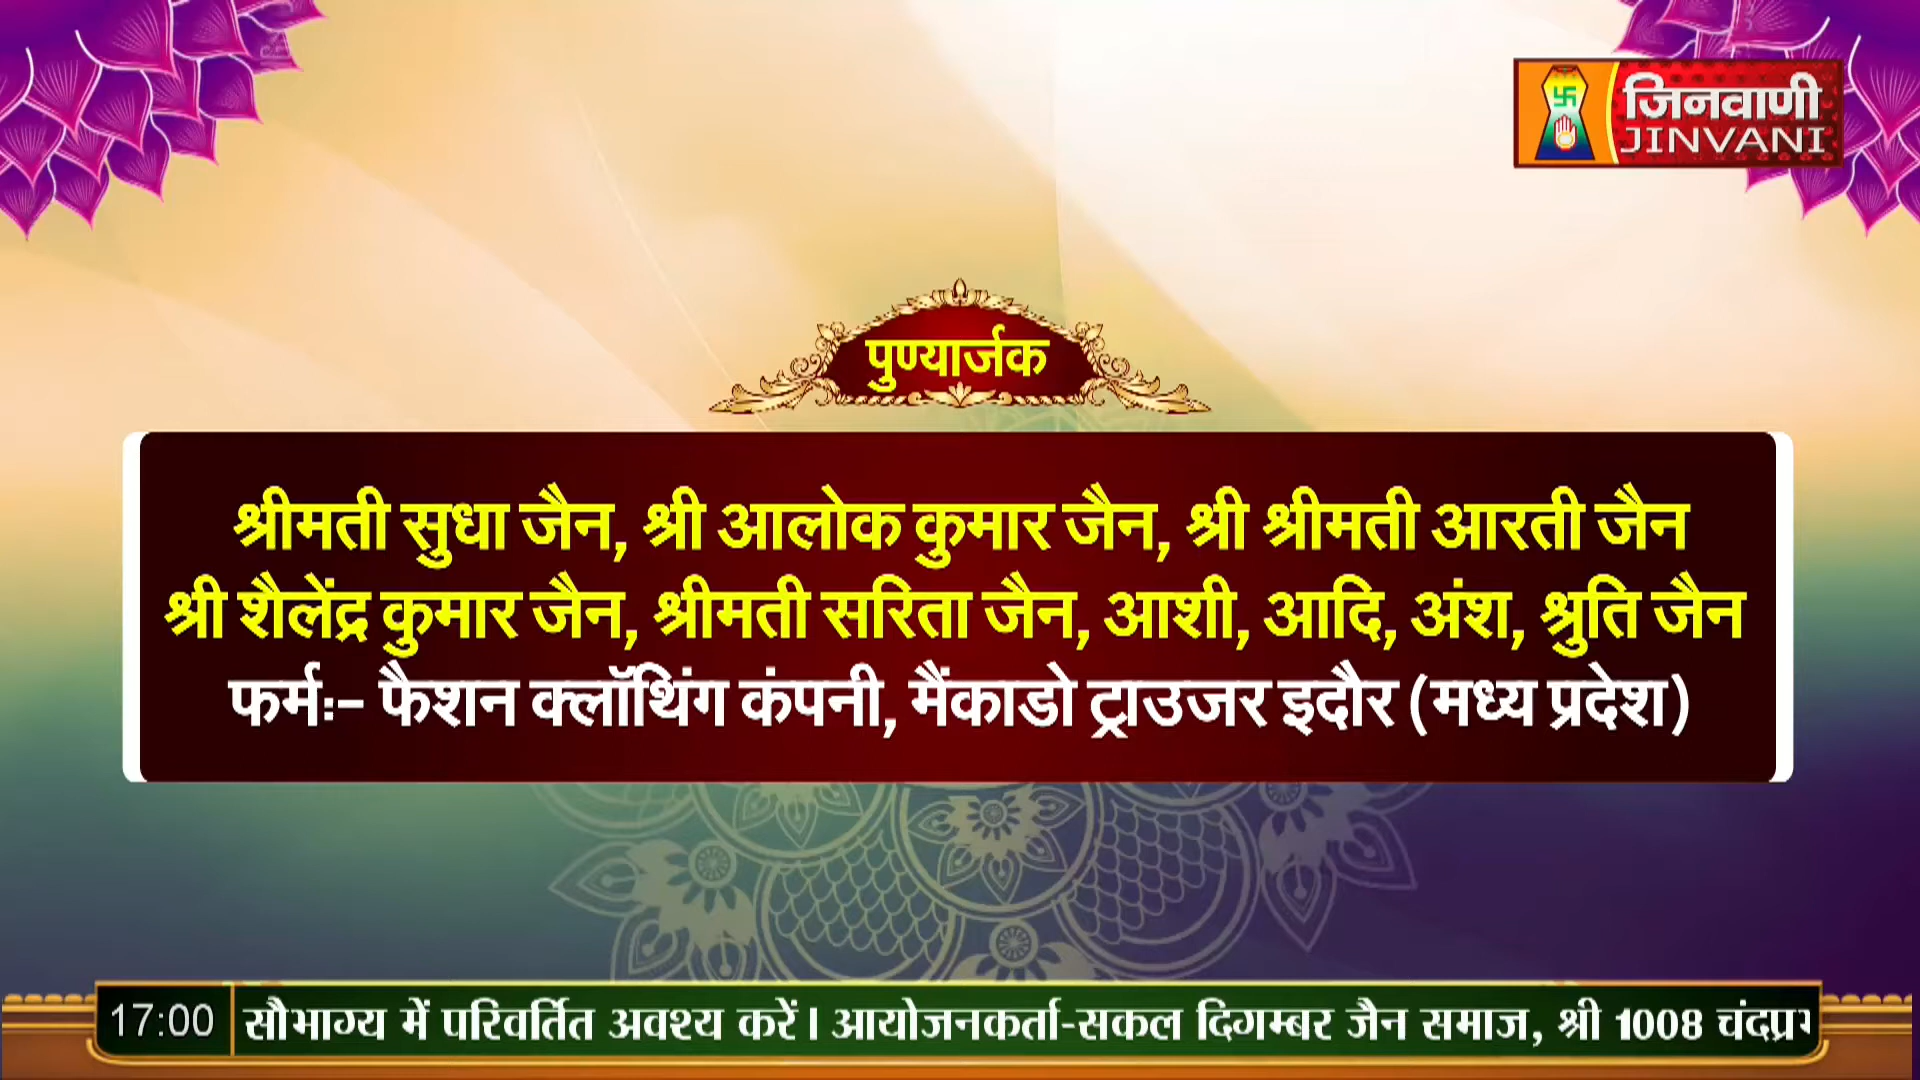 जिनवाणी
JINVANI
पुण्यार्जक
श्रीमती सुधा जैन, श्री आलोक कुमार जैन, श्री श्रीमती आरती जैन
श्री शैलेंद्र कुमार जैन, श्रीमती सरिता जैन, आशी, आदि, अंश, श्रुति जैन
फर्मः- फैशन क्लॉथिंग कंपनी, मैंकाडो ट्राउजर इदौर (मध्य प्रदेश)
17:00 सौभाग्य में परिवर्तित अवश्य करें। आयोजनकर्ता-सकल दिगम्बर जैन समाज, श्री 1008